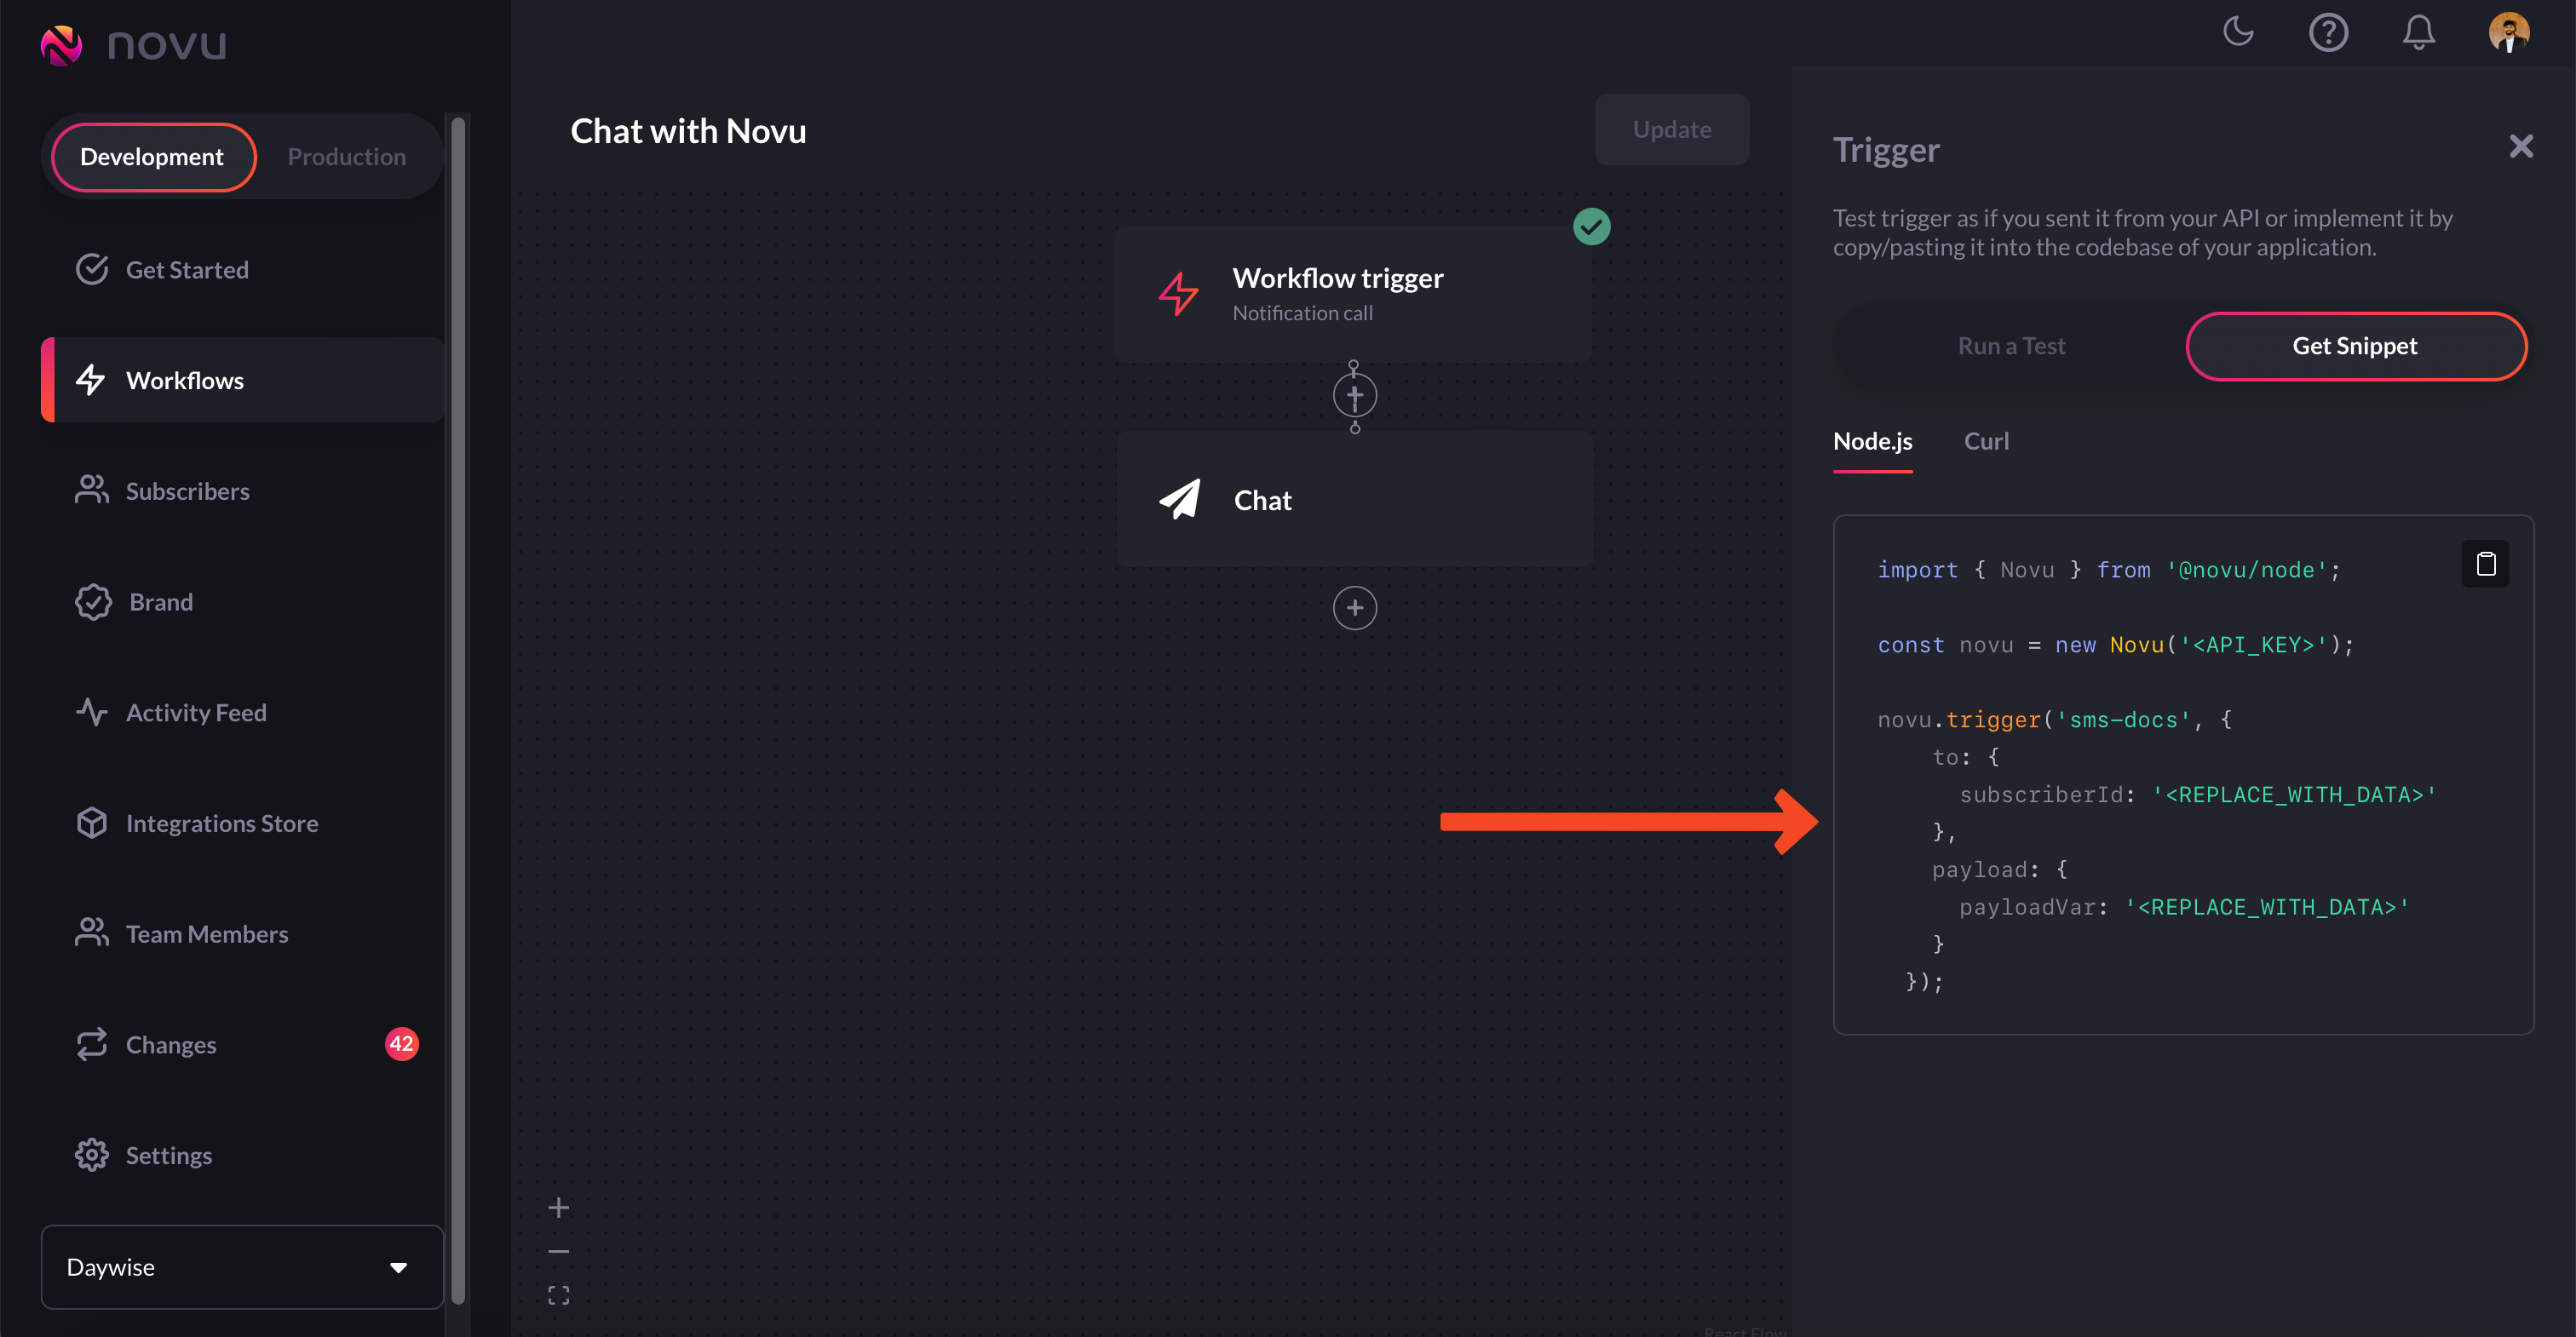 novu
Development
Production
Get Started
Workflows
Subscribers
Brand
Activity Feed
Integrations Store
Team Members
Changes
42
Settings
Daywise
Chat with Novu
Update
Workflow trigger
Notification call
Chat
React Flow
Trigger
Test trigger as if you sent it from your API or implement it by
copy/pasting it into the codebase of your application.
Run a Test
Get Snippet
Node.js
Curl
import { Novu } from '@novu/node';
const novu = new Novu('<API_KEY>');
novu.trigger('sms-docs', {
to: {
subscriberId: '<REPLACE_WITH_DATA>'
},
payload: {
payloadVar: '<REPLACE_WITH_DATA>'
}
});